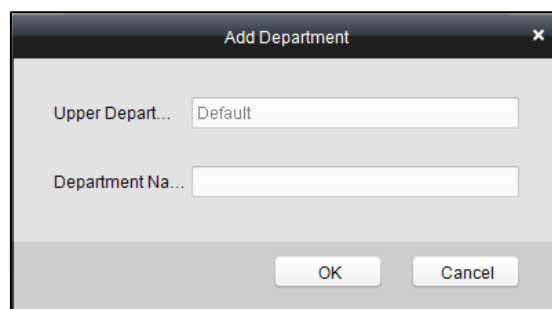 Add Department
Upper Depart... Default
Department Na...
OK Cancel